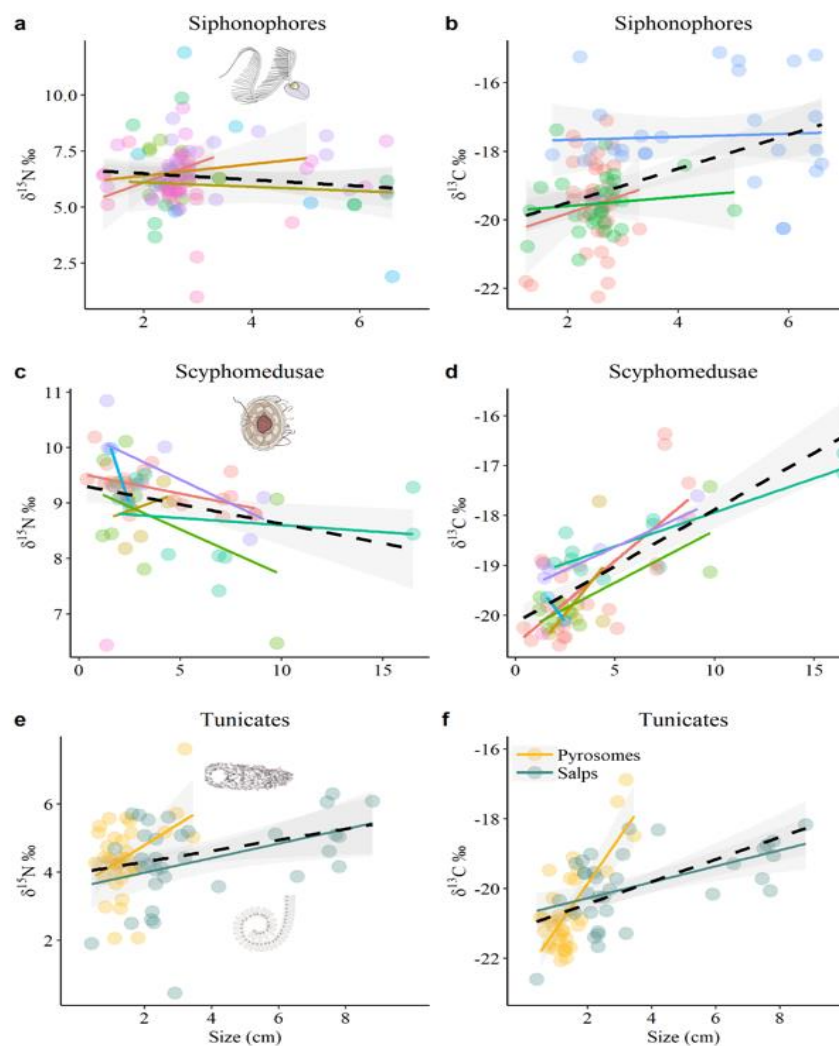 a Siphonophores
10.0
7.5
5.0
2.5
δ15N ‰
2 4 6
b Siphonophores
-16
-18
-20
-22
δ13C ‰
2 4 6
c Scyphomedusae
11
10
9
8
7
δ15N ‰
0 5 10 15
d Scyphomedusae
-16
-17
-18
-19
-20
δ13C ‰
0 5 10 15
e Tunicates
6
4
2
δ15N ‰
2 4 6 8
Size (cm)
f Tunicates
Pyrosomes
Salps
-16
-18
-20
-22
δ13C ‰
2 4 6 8
Size (cm)